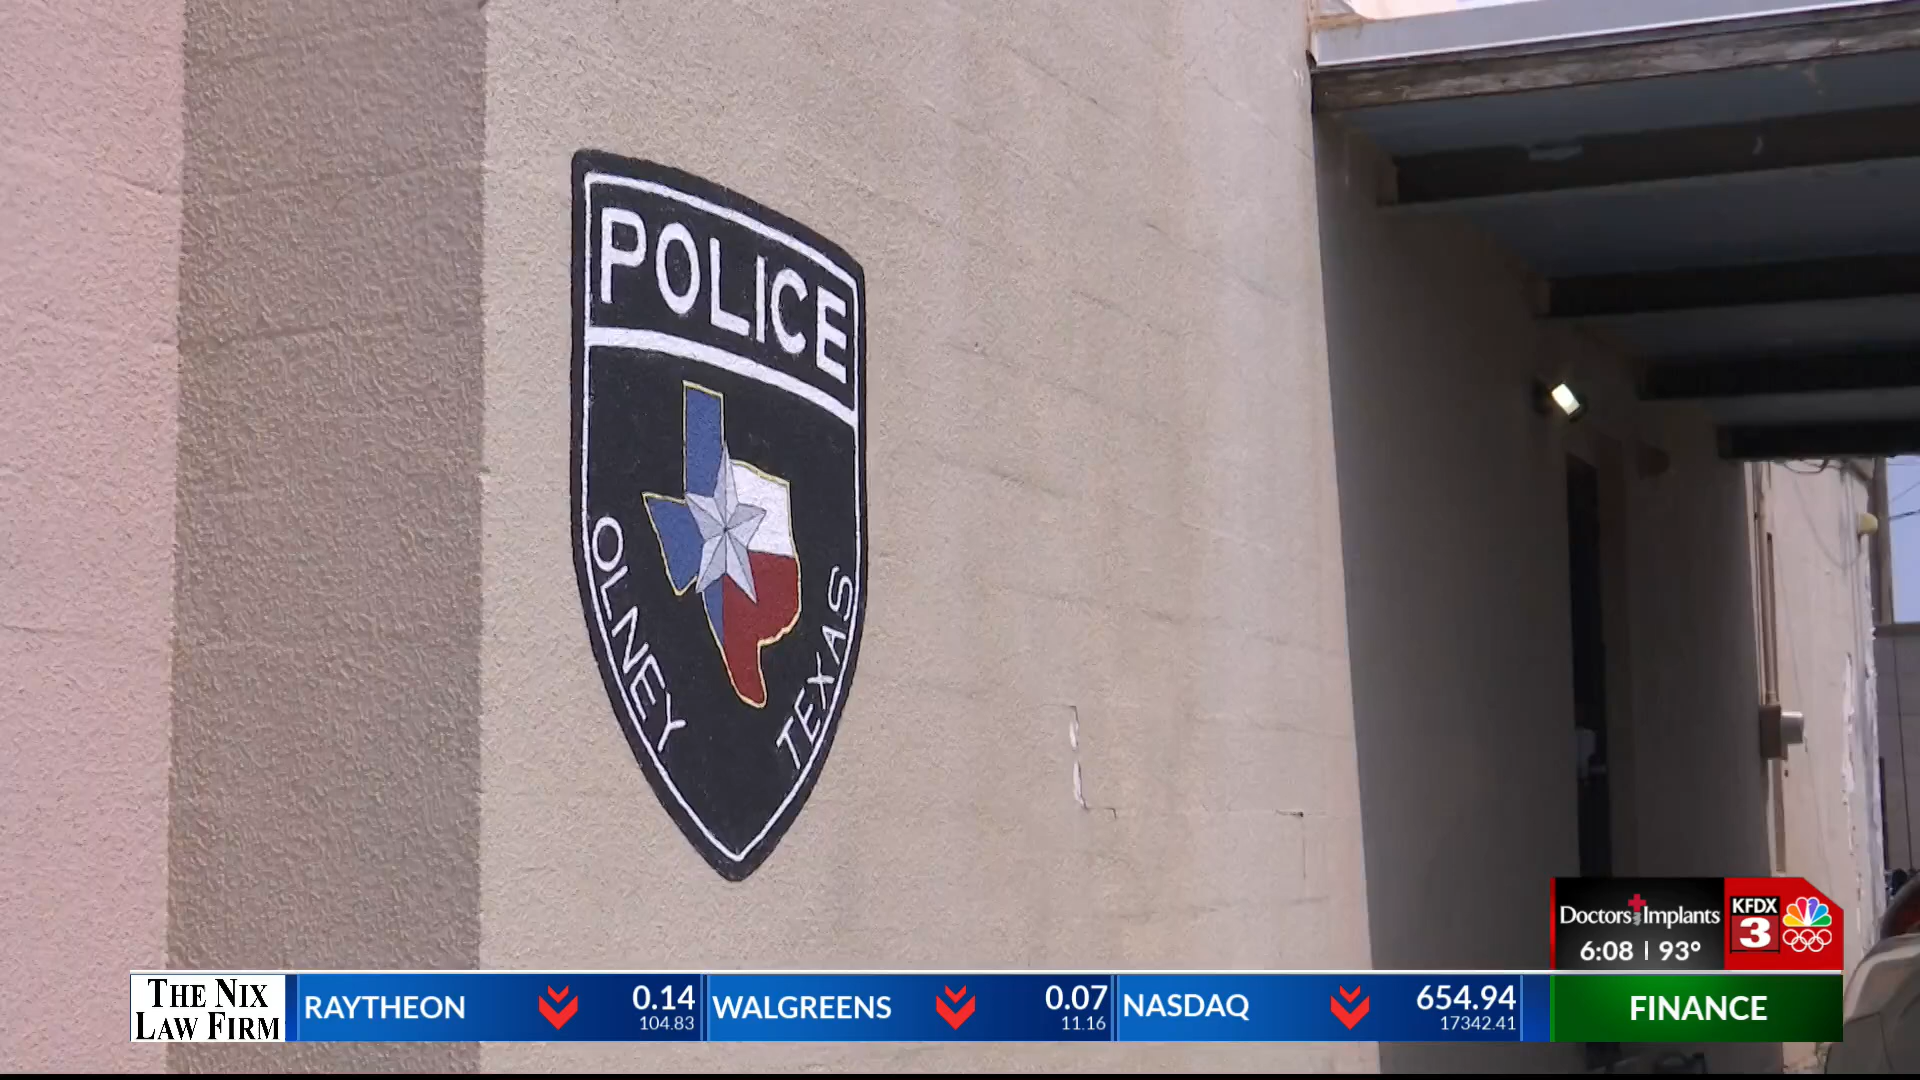 POLICE
OLNEY
TEXAS
Doctors Implants
6:08 | 93°
KFDX
3
THE NIX
LAW FIRM
RAYTHEON
0.14
104.83
WALGREENS
0.07
11.16
NASDAQ
654.94
17342.41
FINANCE